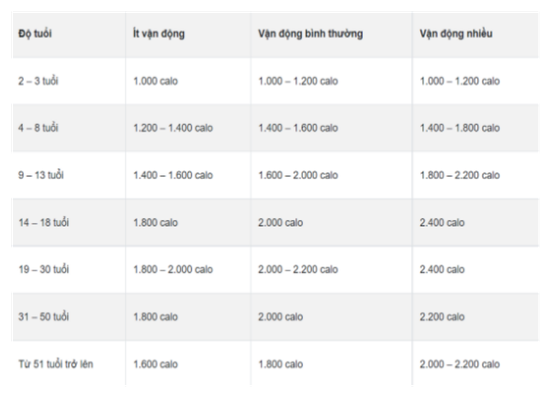 Độ tuổi Ít vận động Vận động bình thường Vận động nhiều
2 – 3 tuổi 1.000 calo 1.000 – 1.200 calo 1.000 – 1.200 calo
4 – 8 tuổi 1.200 – 1.400 calo 1.400 – 1.600 calo 1.400 – 1.800 calo
9 – 13 tuổi 1.400 – 1.600 calo 1.600 – 2.000 calo 1.800 – 2.200 calo
14 – 18 tuổi 1.800 calo 2.000 calo 2.400 calo
19 – 30 tuổi 1.800 – 2.000 calo 2.000 – 2.200 calo 2.400 calo
31 – 50 tuổi 1.800 calo 2.000 calo 2.200 calo
Từ 51 tuổi trở lên 1.600 calo 1.800 calo 2.000 – 2.200 calo